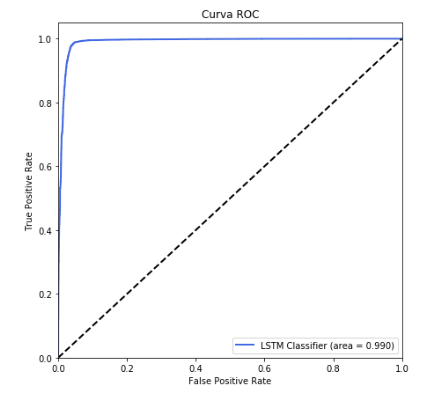 Curva ROC
1.0
0.8
0.6
0.4
0.2
0.0
True Positive Rate
LSTM Classifier (area = 0.990)
0.0 0.2 0.4 0.6 0.8 1.0
False Positive Rate